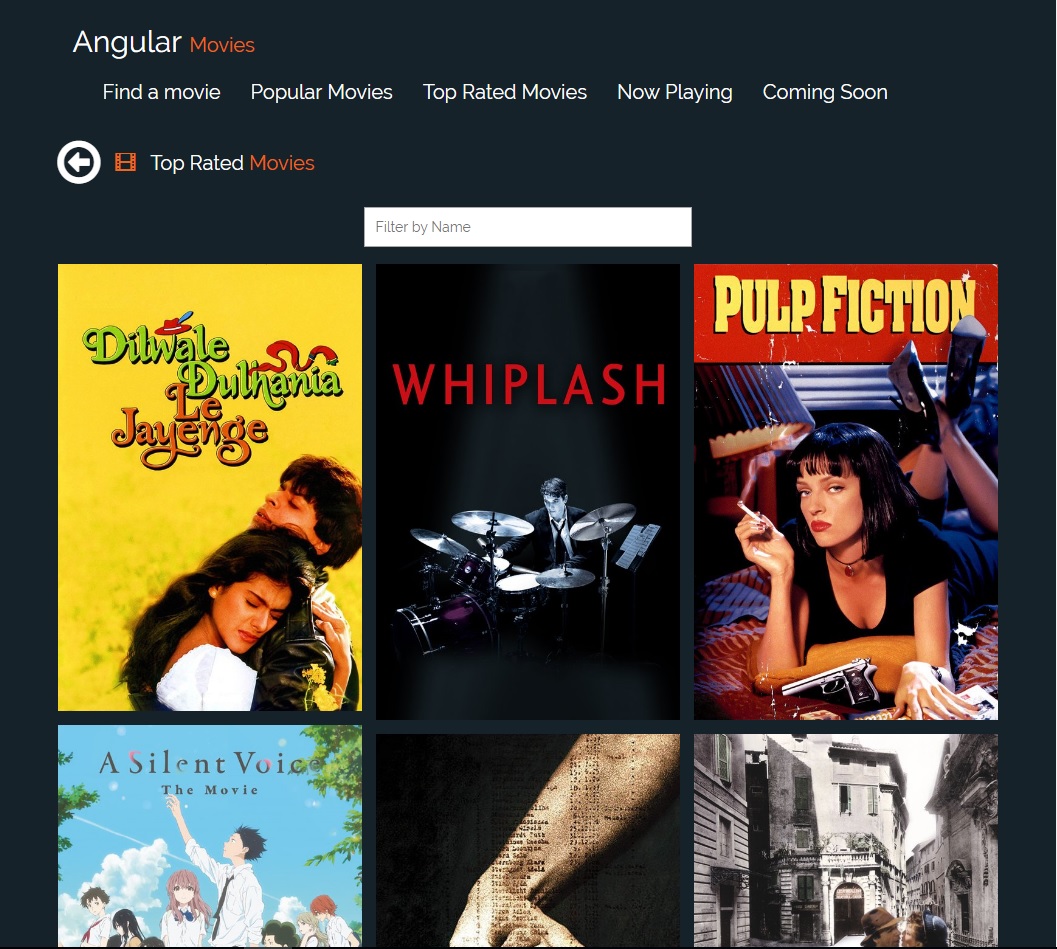 Angular Movies
Find a movie Popular Movies Top Rated Movies Now Playing Coming Soon
Top Rated Movies
Filter by Name
Dilwale
Dulhania
Le
Jayenge
WHIPLASH
PULP FICTION
A Silent Voice
The Movie